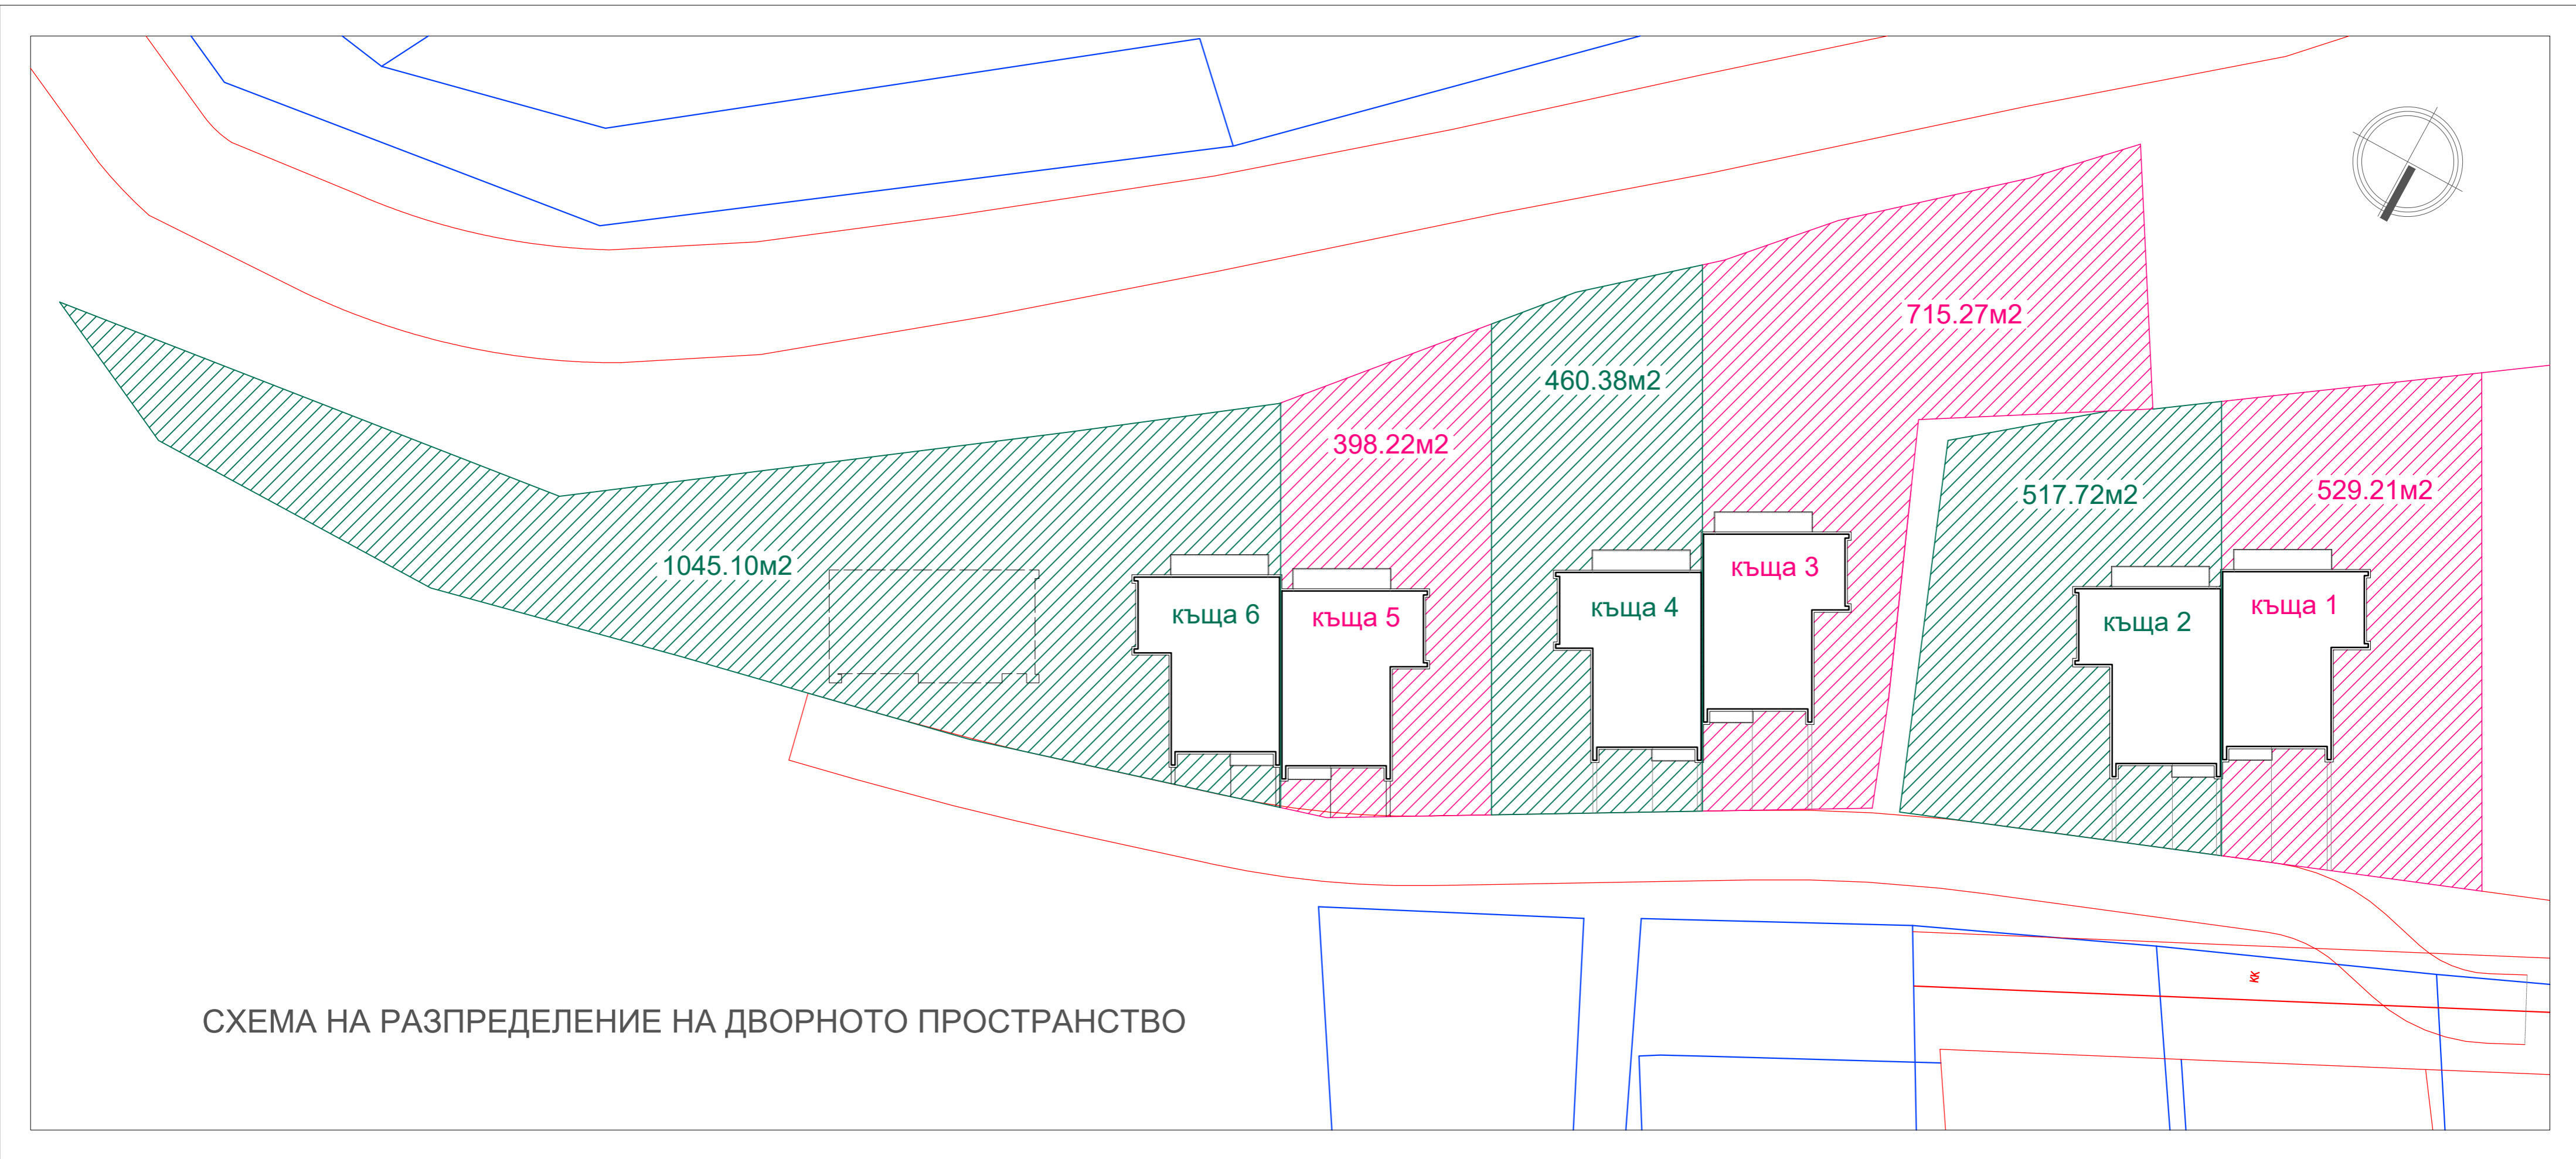 715.27м2
460.38м2
398.22м2
529.21м2
517.72м2
1045.10м2
къща 6
къща 5
къща 4
къща 3
къща 2
къща 1
СХЕМА НА РАЗПРЕДЕЛЕНИЕ НА ДВОРНОТО ПРОСТРАНСТВО